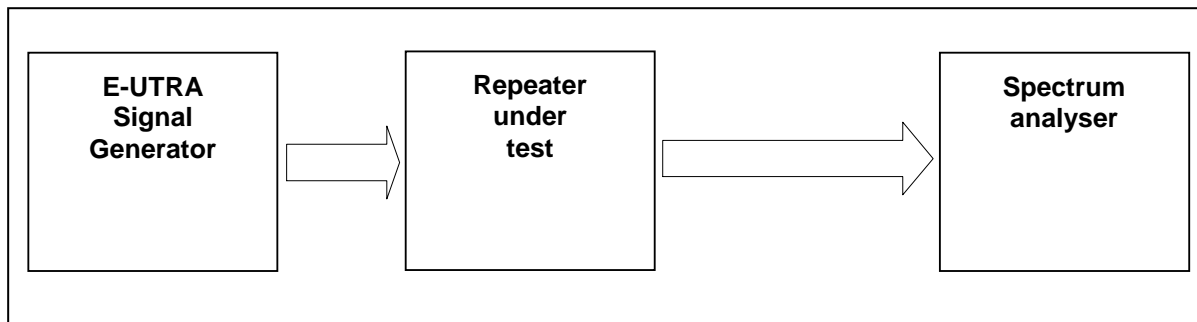 E-UTRA
Signal
Generator
Repeater
under
test
Spectrum
analyser